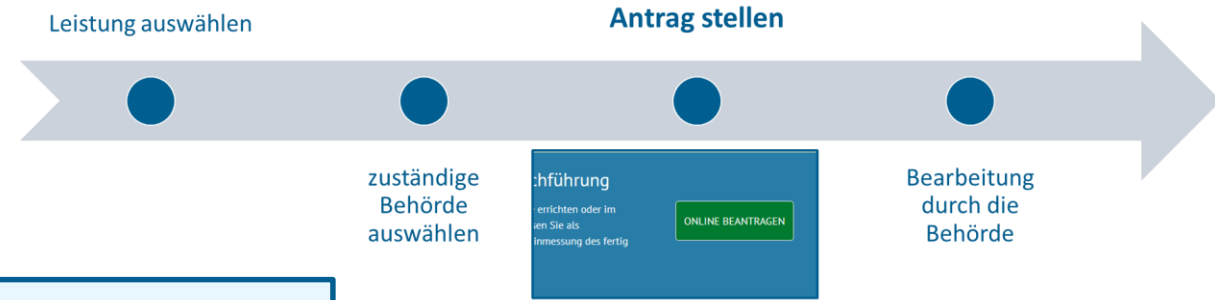 Leistung auswählen
Antrag stellen
zuständige
Behörde
auswählen
:hführung
errichten oder im
sen Sie als
inmessung des fertig
ONLINE BEANTRAGEN
Bearbeitung
durch die
Behörde